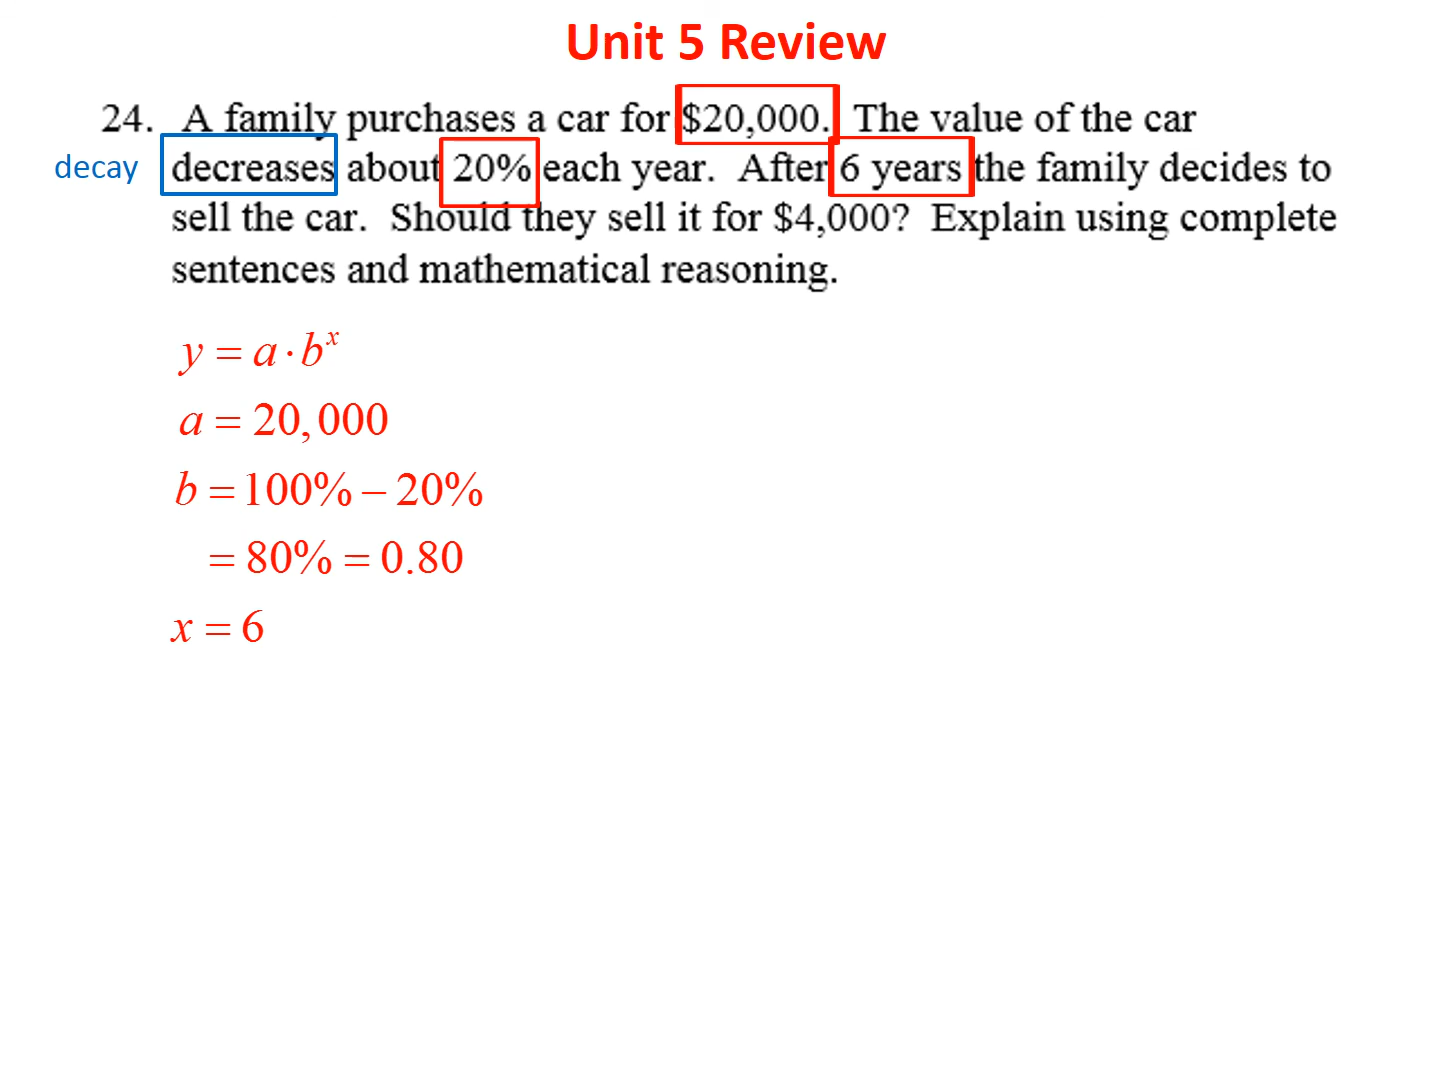 Unit 5 Review
24. A family purchases a car for $20,000. The value of the car
decay decreases about 20% each year. After 6 years the family decides to
sell the car. Should they sell it for $4,000? Explain using complete
sentences and mathematical reasoning.
y = a · bˣ
a = 20,000
b = 100% − 20%
= 80% = 0.80
x = 6